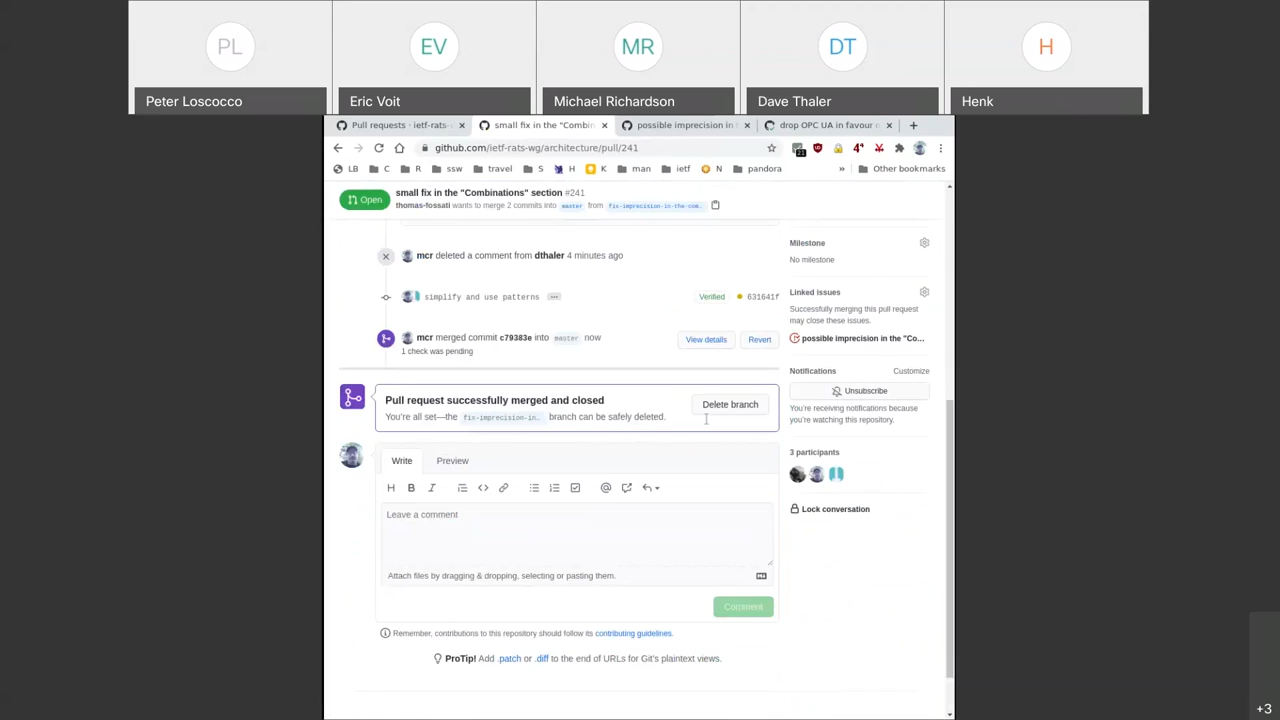 PL
EV
MR
DT
H
Peter Loscocco
Eric Voit
Michael Richardson
Dave Thaler
Henk
Pull requests · ietf-rats-
small fix in the "Combin
possible imprecision in t
drop OPC UA in favour o
github.com/ietf-rats-wg/architecture/pull/241
21
LB
C
R
ssw
travel
S
H
K
man
ietf
N
pandora
»
Other bookmarks
Open
small fix in the "Combinations" section #241
thomas-fossati wants to merge 2 commits into master from fix-imprecision-in-the-com…
Milestone
No milestone
mcr deleted a comment from dthaler 4 minutes ago
simplify and use patterns …
Verified
631641f
Linked issues
Successfully merging this pull request
may close these issues.
possible imprecision in the "Co…
mcr merged commit c79383e into master now
1 check was pending
View details
Revert
Notifications
Customize
Unsubscribe
You're receiving notifications because
you're watching this repository.
Pull request successfully merged and closed
You're all set—the fix-imprecision-in… branch can be safely deleted.
Delete branch
3 participants
Lock conversation
Write
Preview
H B I
Leave a comment
Attach files by dragging & dropping, selecting or pasting them.
Comment
Remember, contributions to this repository should follow its contributing guidelines.
ProTip! Add .patch or .diff to the end of URLs for Git's plaintext views.
+3